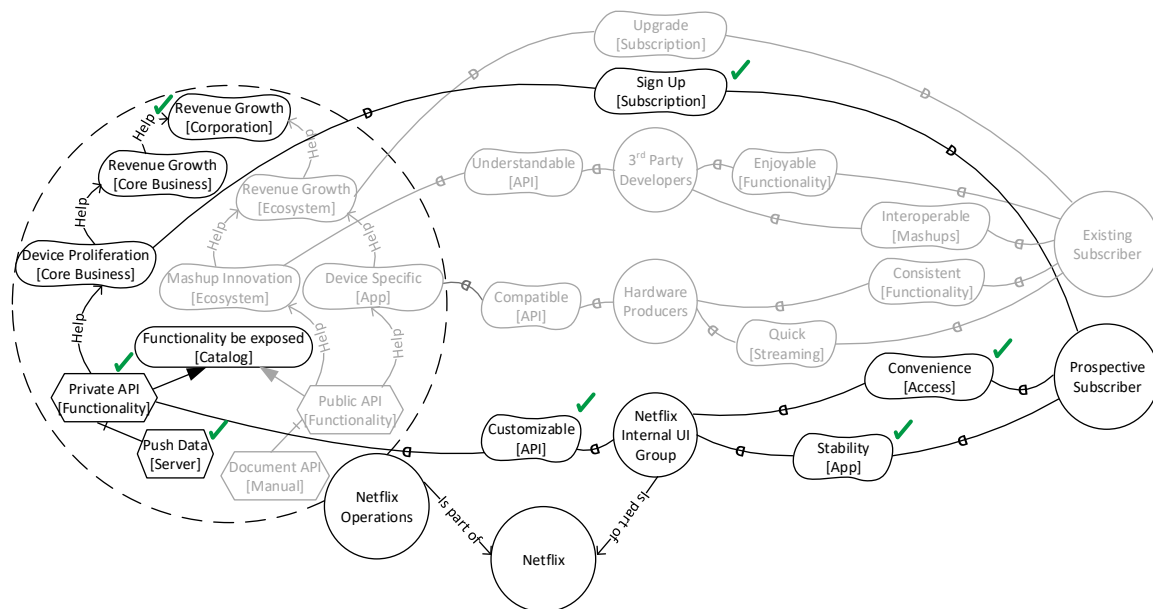 Upgrade
[Subscription]
Sign Up
[Subscription]
D
D
D
D
Revenue Growth
[Corporation]
Help
Help
Revenue Growth
[Core Business]
Understandable
[API]
D
D
3rd Party
Developers
D
Enjoyable
[Functionality]
D
Revenue Growth
[Ecosystem]
D
Interoperable
[Mashups]
D
Existing
Subscriber
Help
Help
Help
Device Proliferation
[Core Business]
Mashup Innovation
[Ecosystem]
Device Specific
[App]
D
Compatible
[API]
D
Hardware
Producers
D
Consistent
[Functionality]
D
D
Quick
[Streaming]
D
Help
Help
Help
Functionality be exposed
[Catalog]
Private API
[Functionality]
Public API
[Functionality]
Convenience
[Access]
D
D
Prospective
Subscriber
Customizable
[API]
D
D
Netflix
Internal UI
Group
D
Stability
[App]
D
Push Data
[Server]
Document API
[Manual]
Netflix
Operations
Is part of
Is part of
Netflix